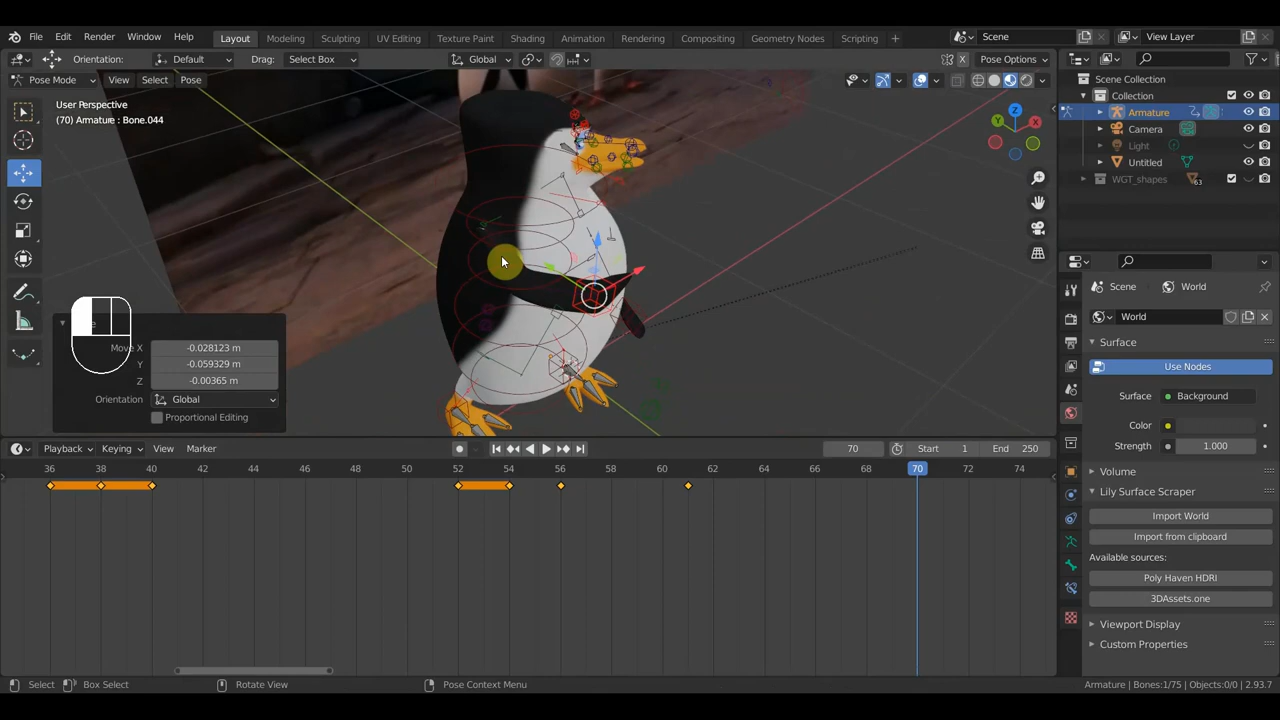 File Edit Render Window Help Layout Modeling Sculpting UV Editing Texture Paint Shading Animation Rendering Compositing Geometry Nodes Scripting + Scene View Layer
Orientation: Default Drag: Select Box Global X Pose Options
Pose Mode View Select Pose
User Perspective
(70) Armature : Bone.044
Z
Y
X
Scene Collection
Collection
Armature
Camera
Light
Untitled
WGT_shapes 63
Scene World
World
Surface
Use Nodes
Surface Background
Color
Strength 1.000
Volume
Lily Surface Scraper
Import World
Import from clipboard
Available sources:
Poly Haven HDRI
3DAssets.one
Viewport Display
Custom Properties
Move X -0.028123 m
Y -0.059329 m
Z -0.00365 m
Orientation Global
Proportional Editing
Playback Keying View Marker 70 Start 1 End 250
36 38 40 42 44 46 48 50 52 54 56 58 60 62 64 66 68 70 72 74
Select Box Select Rotate View Pose Context Menu Armature | Bones:1/75 | Objects:0/0 | 2.93.7